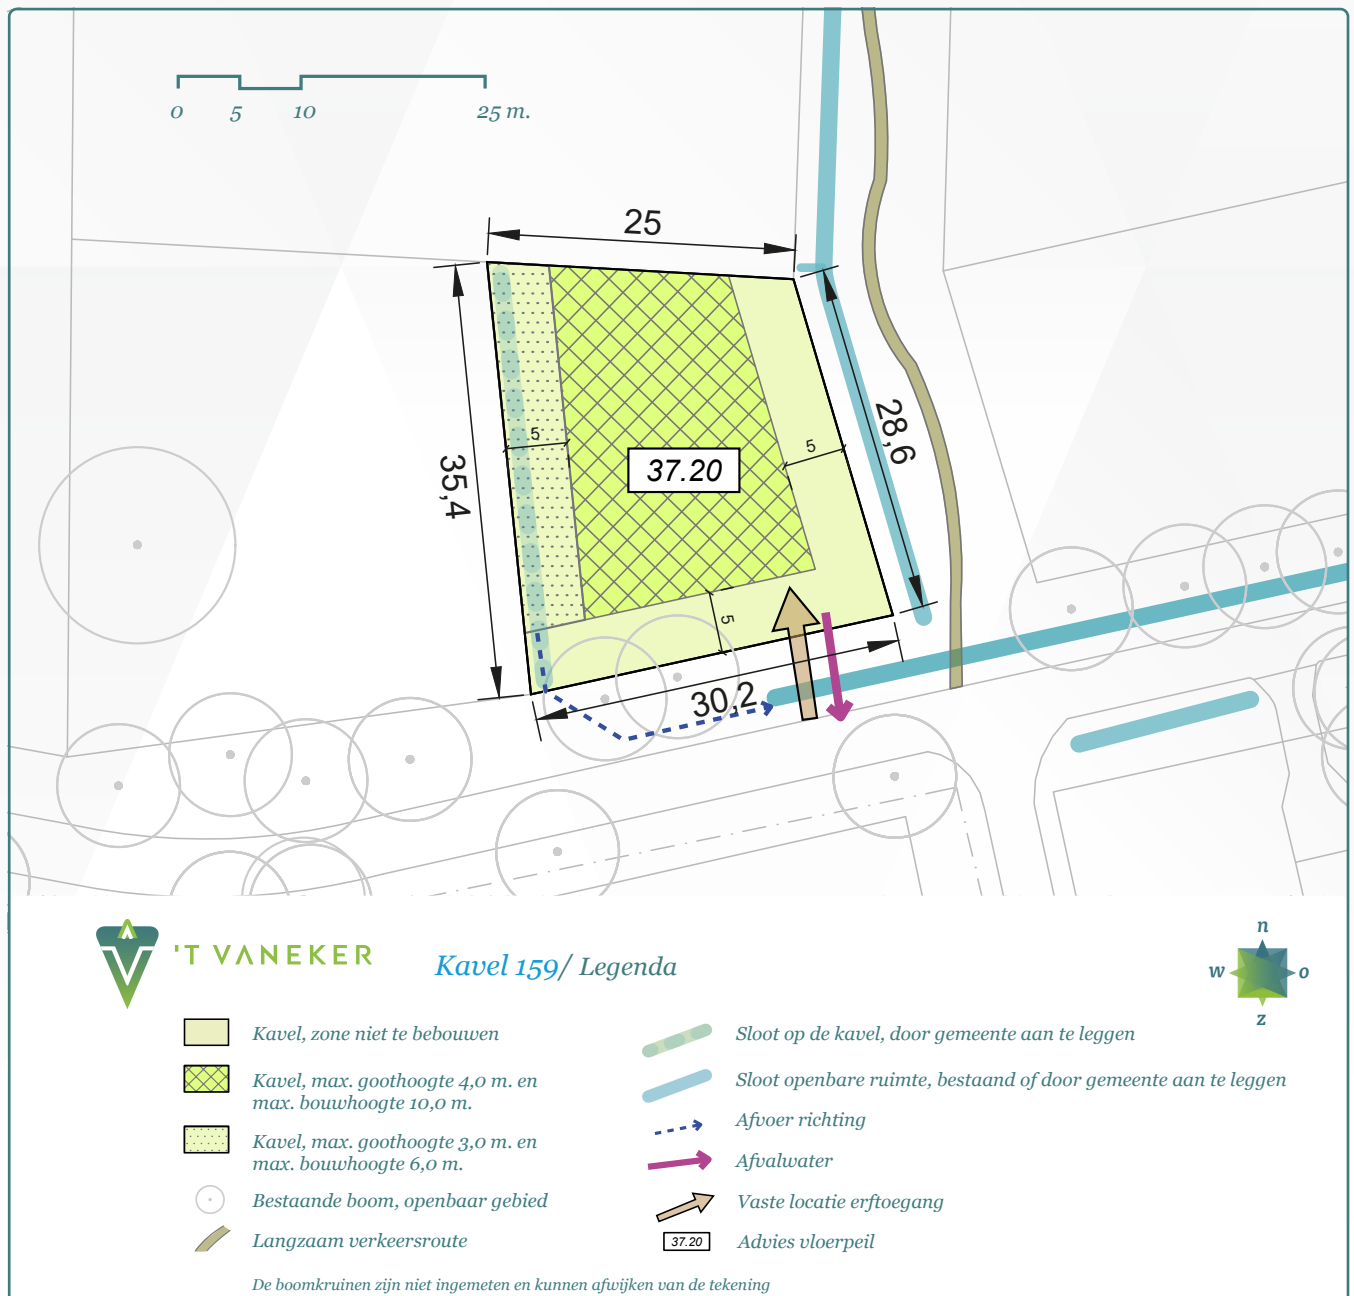 0 5 10 25 m.
25
35,4
5
37.20
5
28,6
5
30,2
'T VANEKER
Kavel 159/ Legenda
n
w o
z
Kavel, zone niet te bebouwen
Kavel, max. goothoogte 4,0 m. en
max. bouwhoogte 10,0 m.
Kavel, max. goothoogte 3,0 m. en
max. bouwhoogte 6,0 m.
Bestaande boom, openbaar gebied
Langzaam verkeersroute
Sloot op de kavel, door gemeente aan te leggen
Sloot openbare ruimte, bestaand of door gemeente aan te leggen
Afvoer richting
Afvalwater
Vaste locatie erftoegang
37.20 Advies vloerpeil
De boomkruinen zijn niet ingemeten en kunnen afwijken van de tekening